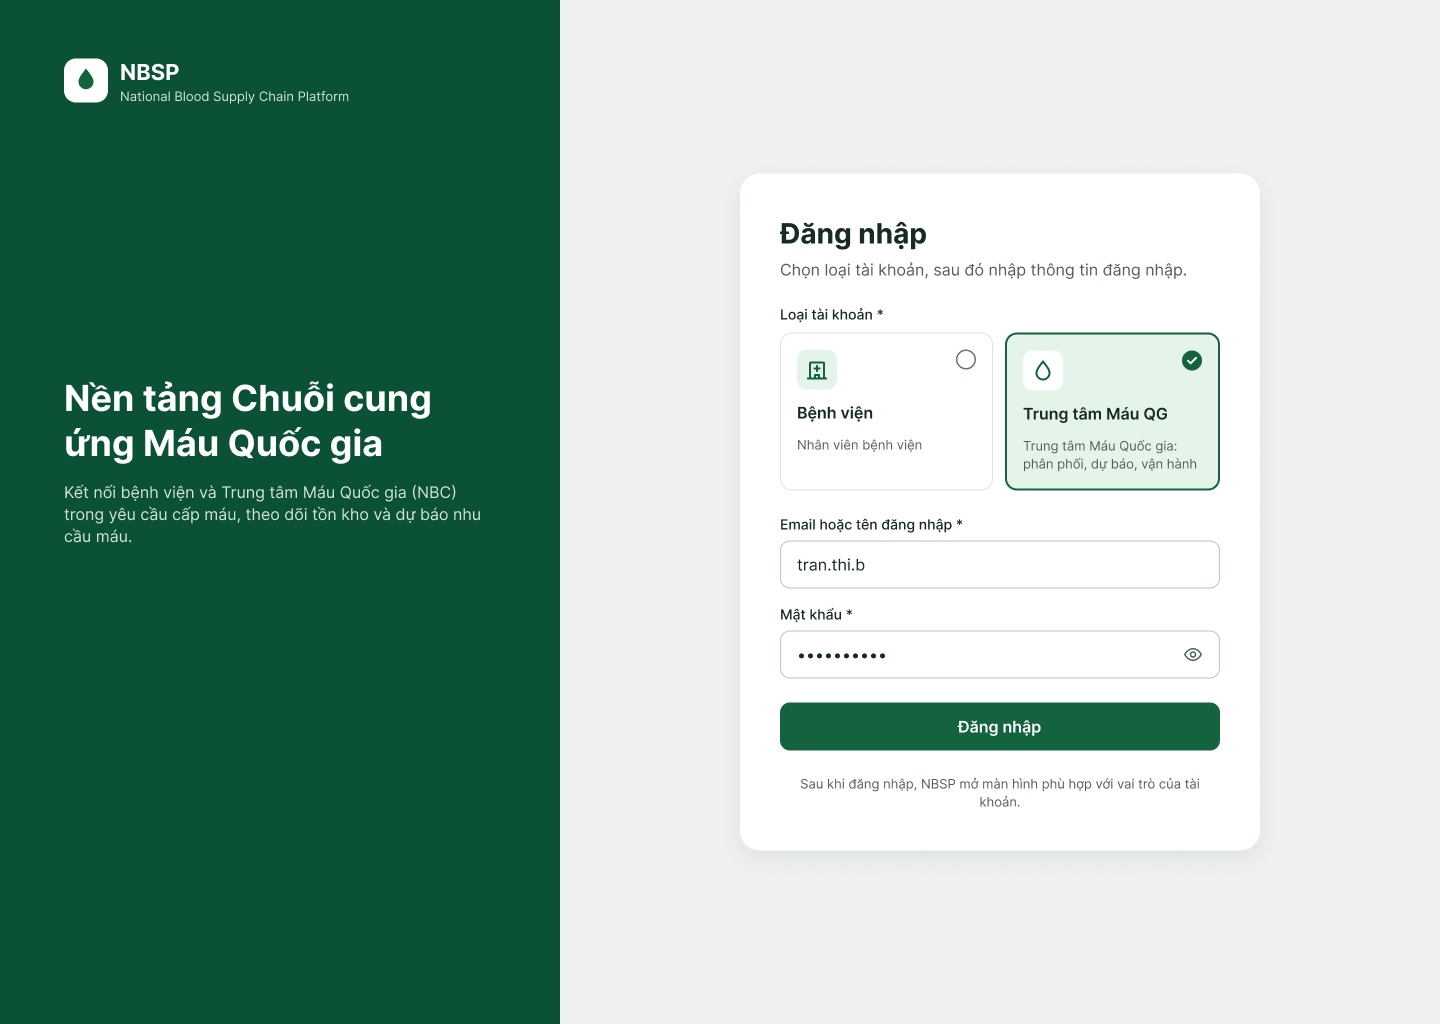 NBSP
National Blood Supply Chain Platform
Nền tảng Chuỗi cung
ứng Máu Quốc gia
Kết nối bệnh viện và Trung tâm Máu Quốc gia (NBC)
trong yêu cầu cấp máu, theo dõi tồn kho và dự báo nhu
cầu máu.
Đăng nhập
Chọn loại tài khoản, sau đó nhập thông tin đăng nhập.
Loại tài khoản *
Bệnh viện
Nhân viên bệnh viện
Trung tâm Máu QG
Trung tâm Máu Quốc gia:
phân phối, dự báo, vận hành
Email hoặc tên đăng nhập *
tran.thi.b
Mật khẩu *
••••••••••
Đăng nhập
Sau khi đăng nhập, NBSP mở màn hình phù hợp với vai trò của tài
khoản.